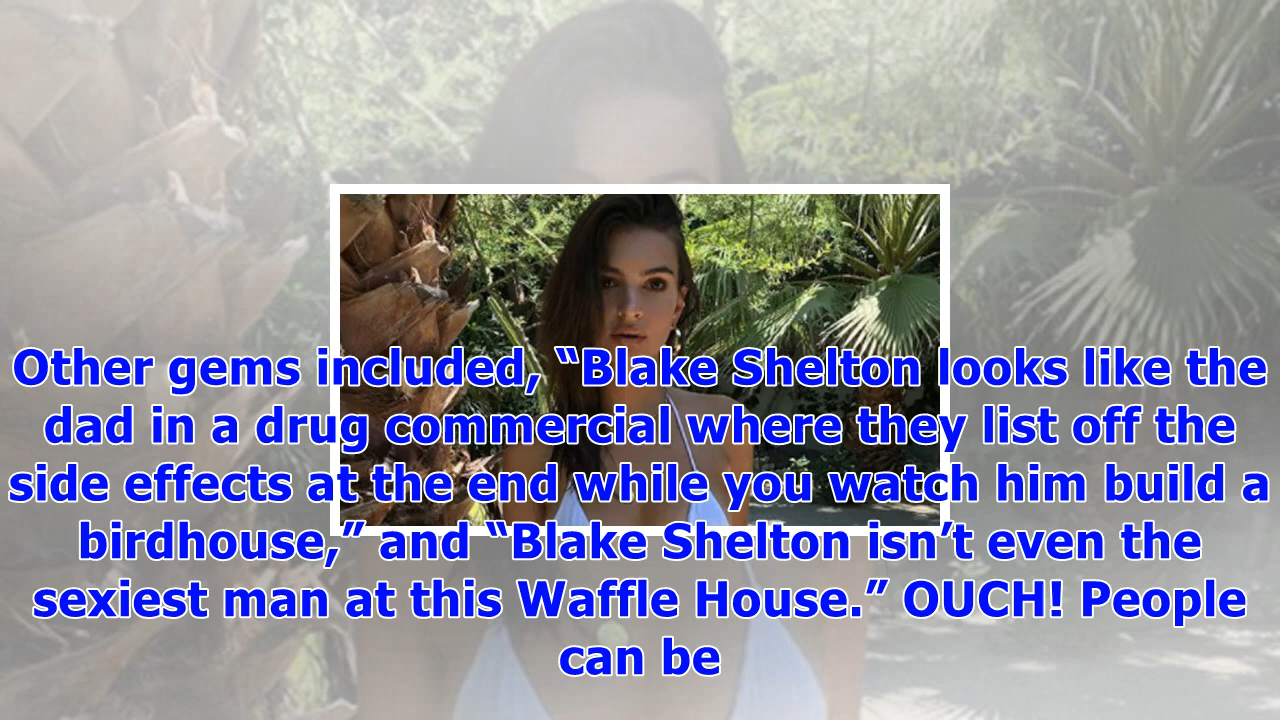 Other gems included, “Blake Shelton looks like the
dad in a drug commercial where they list off the
side effects at the end while you watch him build a
birdhouse,” and “Blake Shelton isn’t even the
sexiest man at this Waffle House.” OUCH! People
can be